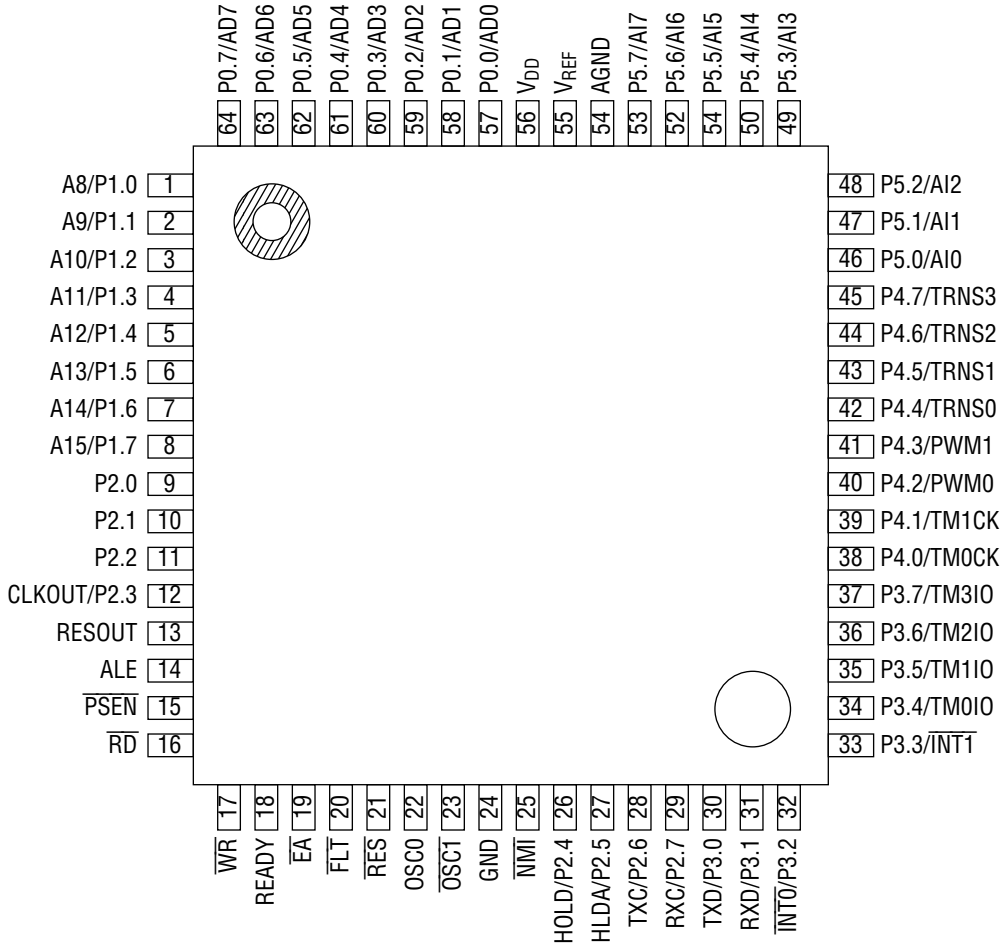 64 P0.7/AD7
63 P0.6/AD6
62 P0.5/AD5
61 P0.4/AD4
60 P0.3/AD3
59 P0.2/AD2
58 P0.1/AD1
57 P0.0/AD0
56 VDD
55 VREF
54 AGND
53 P5.7/AI7
52 P5.6/AI6
54 P5.5/AI5
50 P5.4/AI4
49 P5.3/AI3
A8/P1.0 1
A9/P1.1 2
A10/P1.2 3
A11/P1.3 4
A12/P1.4 5
A13/P1.5 6
A14/P1.6 7
A15/P1.7 8
P2.0 9
P2.1 10
P2.2 11
CLKOUT/P2.3 12
RESOUT 13
ALE 14
P̅S̅E̅N̅ 15
R̅D̅ 16
48 P5.2/AI2
47 P5.1/AI1
46 P5.0/AI0
45 P4.7/TRNS3
44 P4.6/TRNS2
43 P4.5/TRNS1
42 P4.4/TRNS0
41 P4.3/PWM1
40 P4.2/PWM0
39 P4.1/TM1CK
38 P4.0/TM0CK
37 P3.7/TM3IO
36 P3.6/TM2IO
35 P3.5/TM1IO
34 P3.4/TM0IO
33 P3.3/I̅N̅T̅1̅
W̅R̅ 17
READY 18
E̅A̅ 19
F̅L̅T̅ 20
R̅E̅S̅ 21
OSC0 22
O̅S̅C̅1̅ 23
GND 24
N̅M̅I̅ 25
HOLD/P2.4 26
HLDA/P2.5 27
TXC/P2.6 28
RXC/P2.7 29
TXD/P3.0 30
RXD/P3.1 31
I̅N̅T̅0̅/P3.2 32